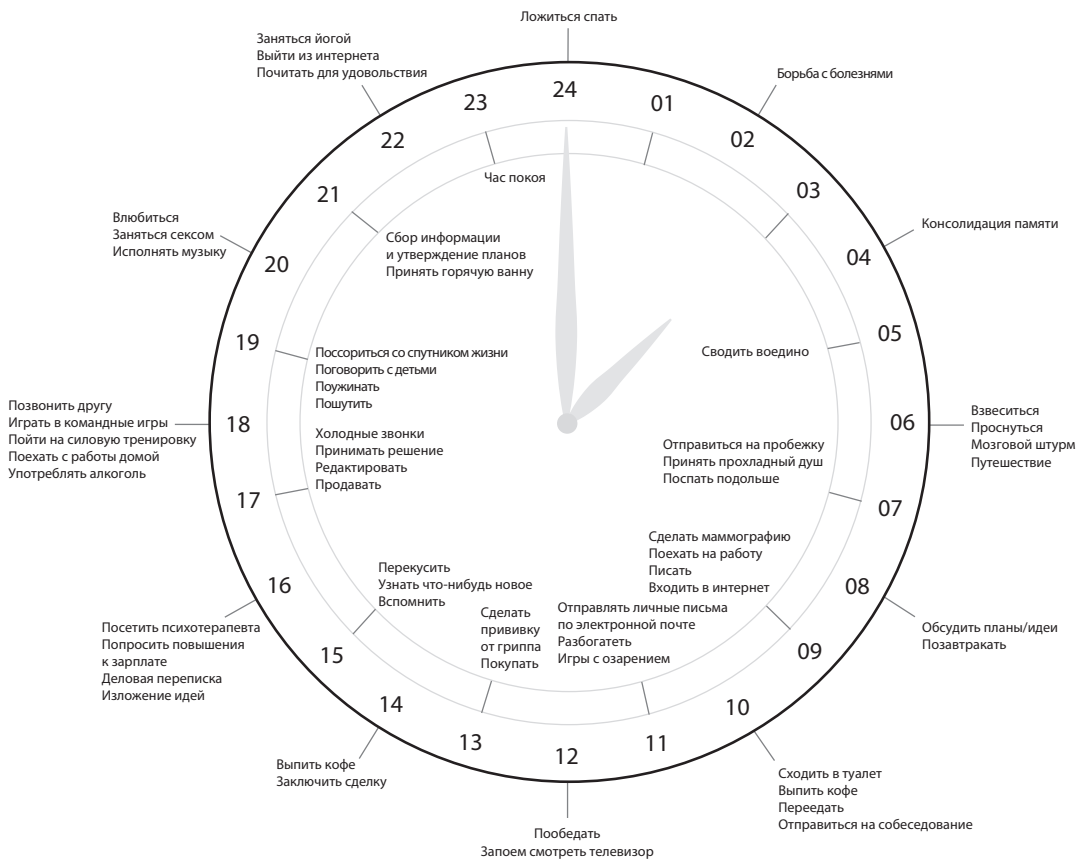 Ложиться спать
24
01
Борьба с болезнями
02
03
Консолидация памяти
04
05
Сводить воедино
06
Взвеситься
Проснуться
Мозговой штурм
Путешествие
Отправиться на пробежку
Принять прохладный душ
Поспать подольше
07
08
Обсудить планы/идеи
Позавтракать
Сделать маммографию
Поехать на работу
Писать
Входить в интернет
09
10
Сходить в туалет
Выпить кофе
Переедать
Отправиться на собеседование
Отправлять личные письма
по электронной почте
Разбогатеть
Игры с озарением
11
12
Пообедать
Запоем смотреть телевизор
Сделать
прививку
от гриппа
Покупать
13
14
Выпить кофе
Заключить сделку
Перекусить
Узнать что-нибудь новое
Вспомнить
15
16
Посетить психотерапевта
Попросить повышения
к зарплате
Деловая переписка
Изложение идей
17
Холодные звонки
Принимать решение
Редактировать
Продавать
18
Позвонить другу
Играть в командные игры
Пойти на силовую тренировку
Поехать с работы домой
Употреблять алкоголь
19
Поссориться со спутником жизни
Поговорить с детьми
Поужинать
Пошутить
20
Влюбиться
Заняться сексом
Исполнять музыку
21
Сбор информации
и утверждение планов
Принять горячую ванну
22
Заняться йогой
Выйти из интернета
Почитать для удовольствия
23
Час покоя